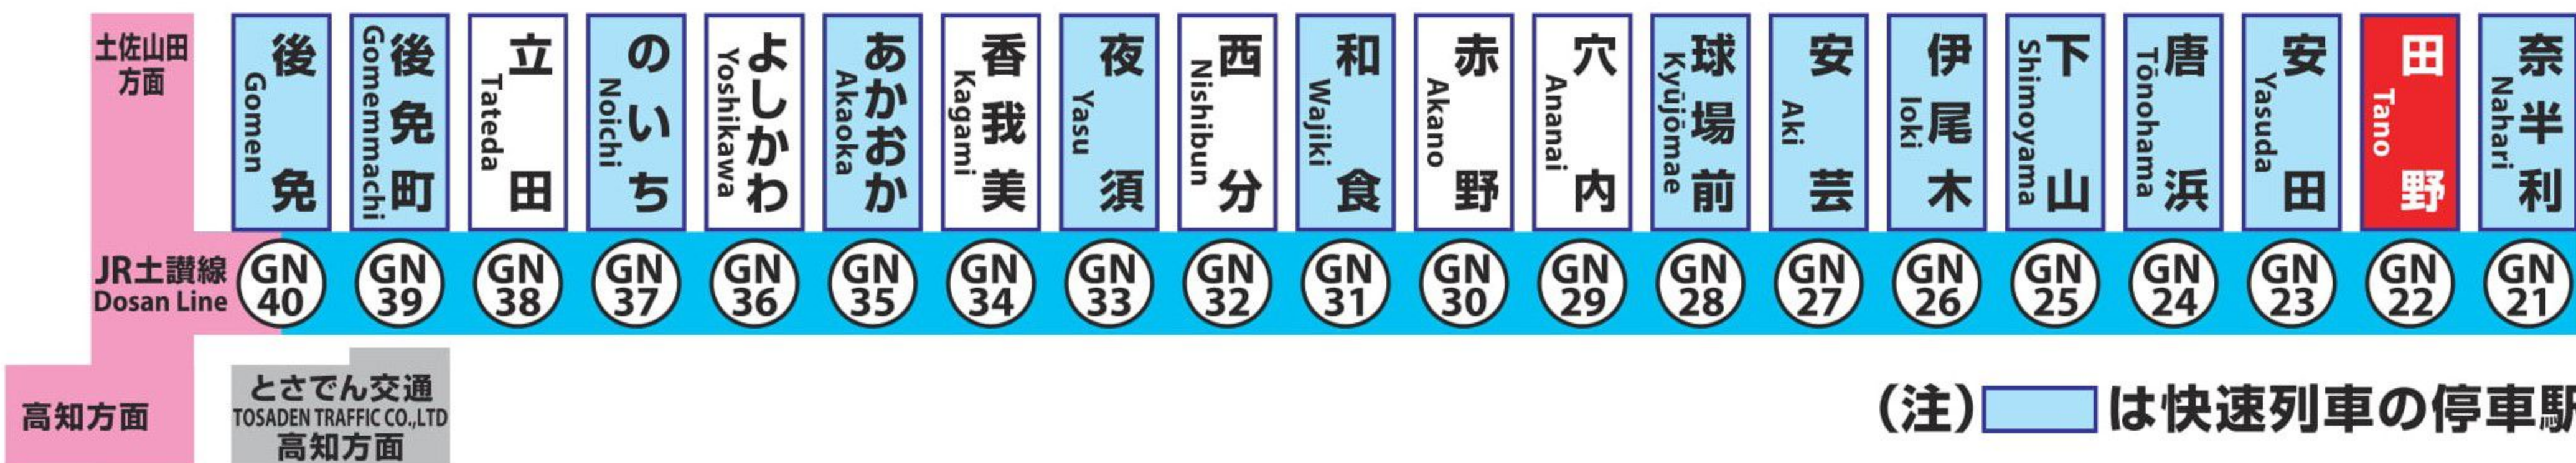 土佐山田
方面
後免
Gomen
後免町
Gomemmachi
立田
Tateda
のいち
Noichi
よしかわ
Yoshikawa
あかおか
Akaoka
香我美
Kagami
夜須
Yasu
西分
Nishibun
和食
Wajiki
赤野
Akano
穴内
Ananai
球場前
Kyūjōmae
安芸
Aki
伊尾木
Ioki
下山
Shimoyama
唐浜
Tōnohama
安田
Yasuda
田野
Tano
奈半利
Nahari
JR土讃線
Dosan Line
GN
40
GN
39
GN
38
GN
37
GN
36
GN
35
GN
34
GN
33
GN
32
GN
31
GN
30
GN
29
GN
28
GN
27
GN
26
GN
25
GN
24
GN
23
GN
22
GN
21
高知方面
とさでん交通
TOSADEN TRAFFIC CO.,LTD
高知方面
(注) は快速列車の停車駅